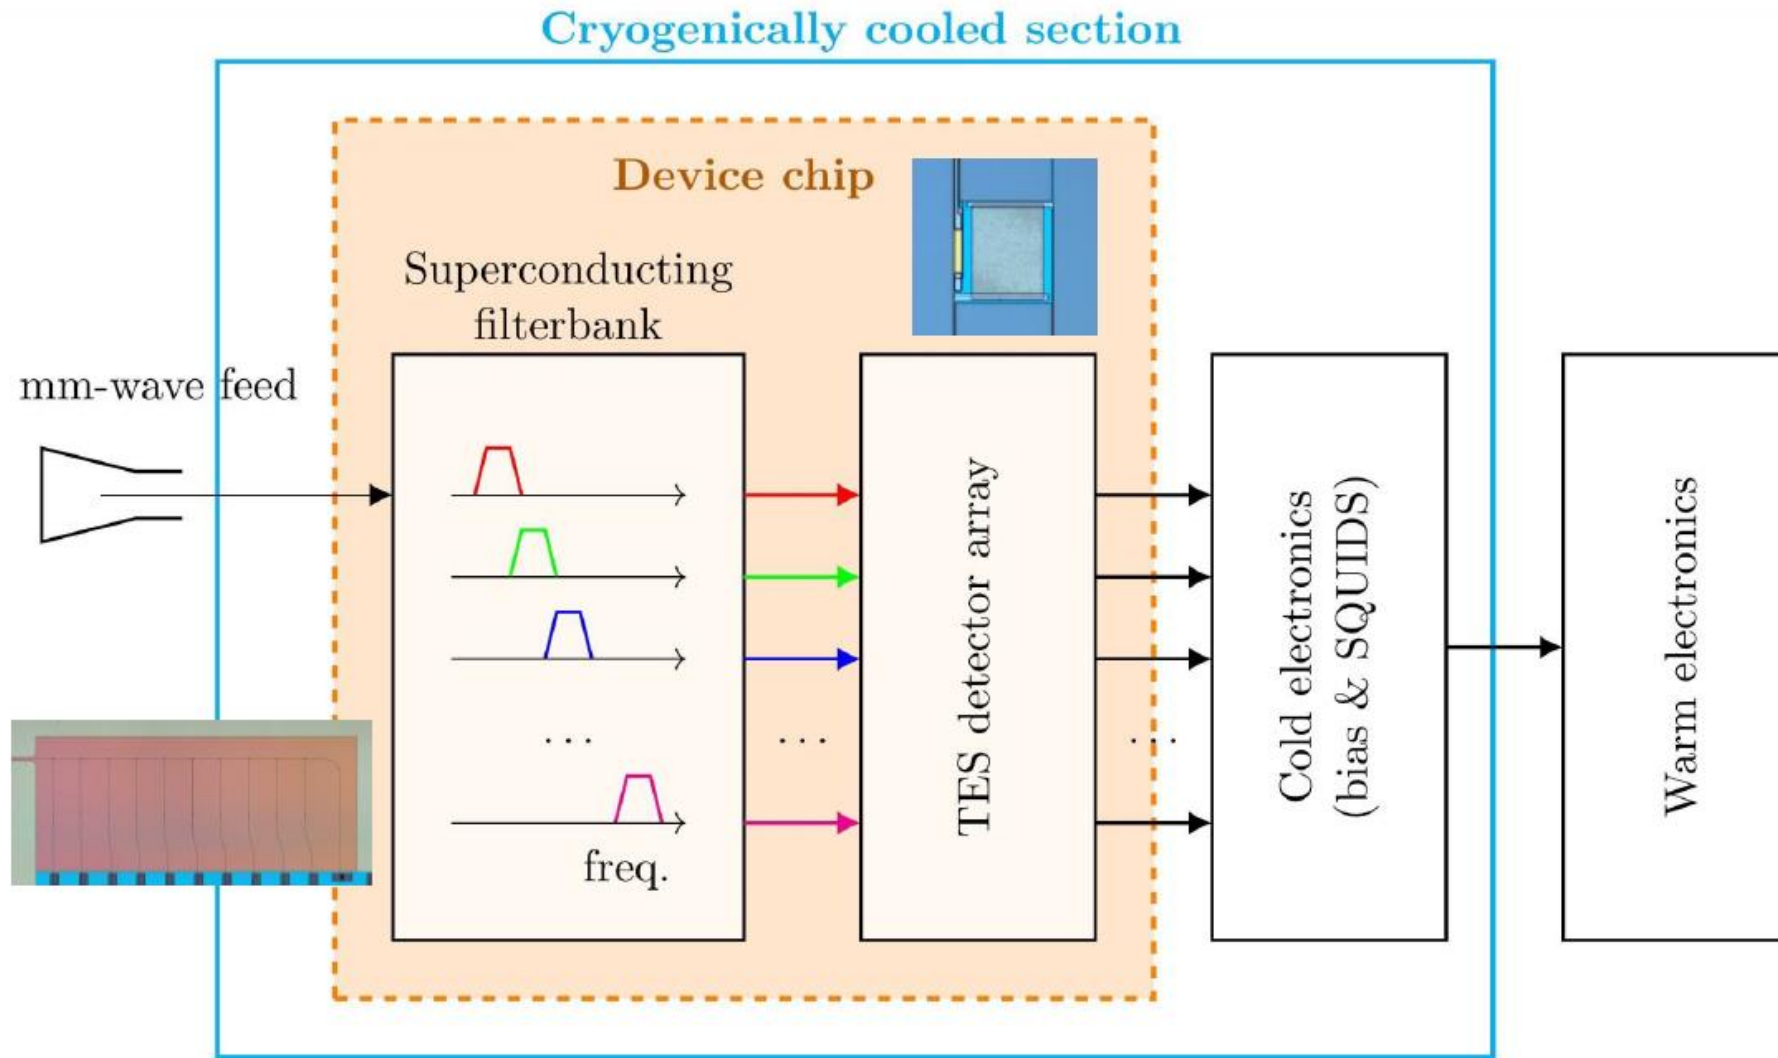 Cryogenically cooled section
Device chip
Superconducting
filterbank
mm-wave feed
TES detector array
Cold electronics
(bias & SQUIDS)
Warm electronics
. . .
. . .
. . .
freq.